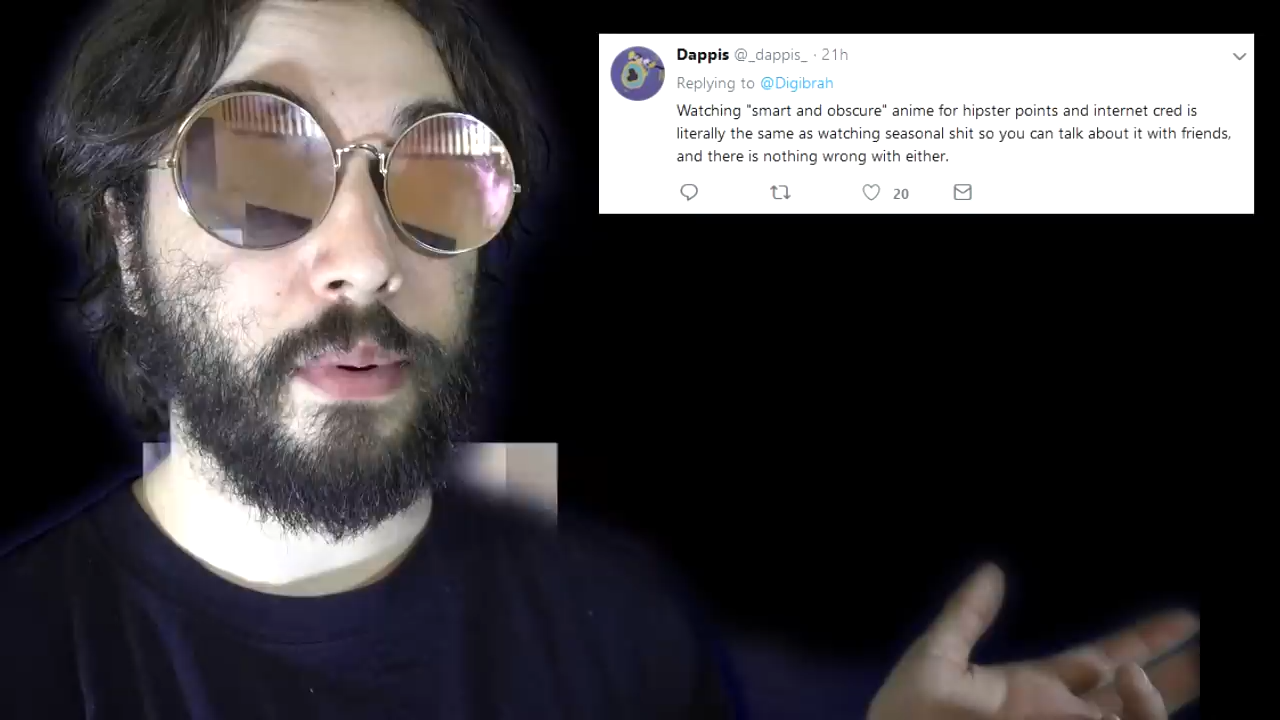 Dappis @_dappis_ · 21h
Replying to @Digibrah
Watching "smart and obscure" anime for hipster points and internet cred is
literally the same as watching seasonal shit so you can talk about it with friends,
and there is nothing wrong with either.
20